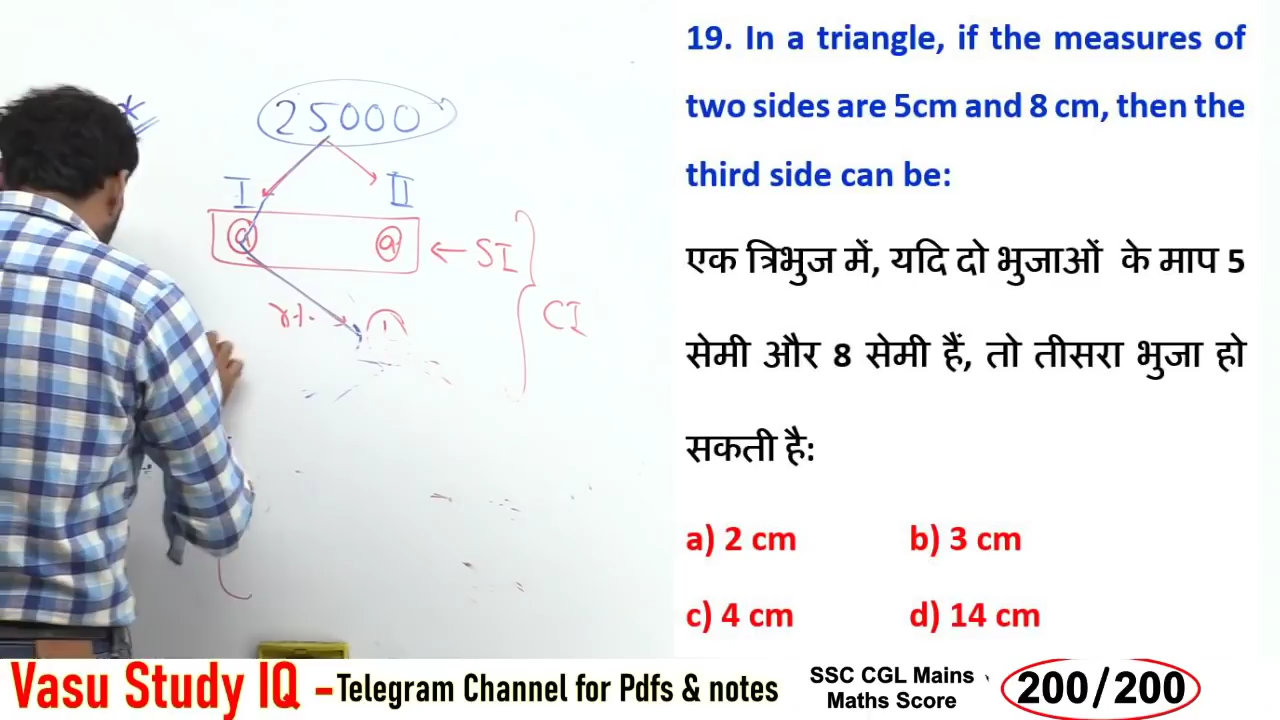 25000
I
II
a
a
← SI
CI
r%
19. In a triangle, if the measures of
two sides are 5cm and 8 cm, then the
third side can be:
एक त्रिभुज में, यदि दो भुजाओं के माप 5
सेमी और 8 सेमी हैं, तो तीसरा भुजा हो
सकती है:
a) 2 cm
b) 3 cm
c) 4 cm
d) 14 cm
Vasu Study IQ – Telegram Channel for Pdfs & notes
SSC CGL Mains
Maths Score
200/200